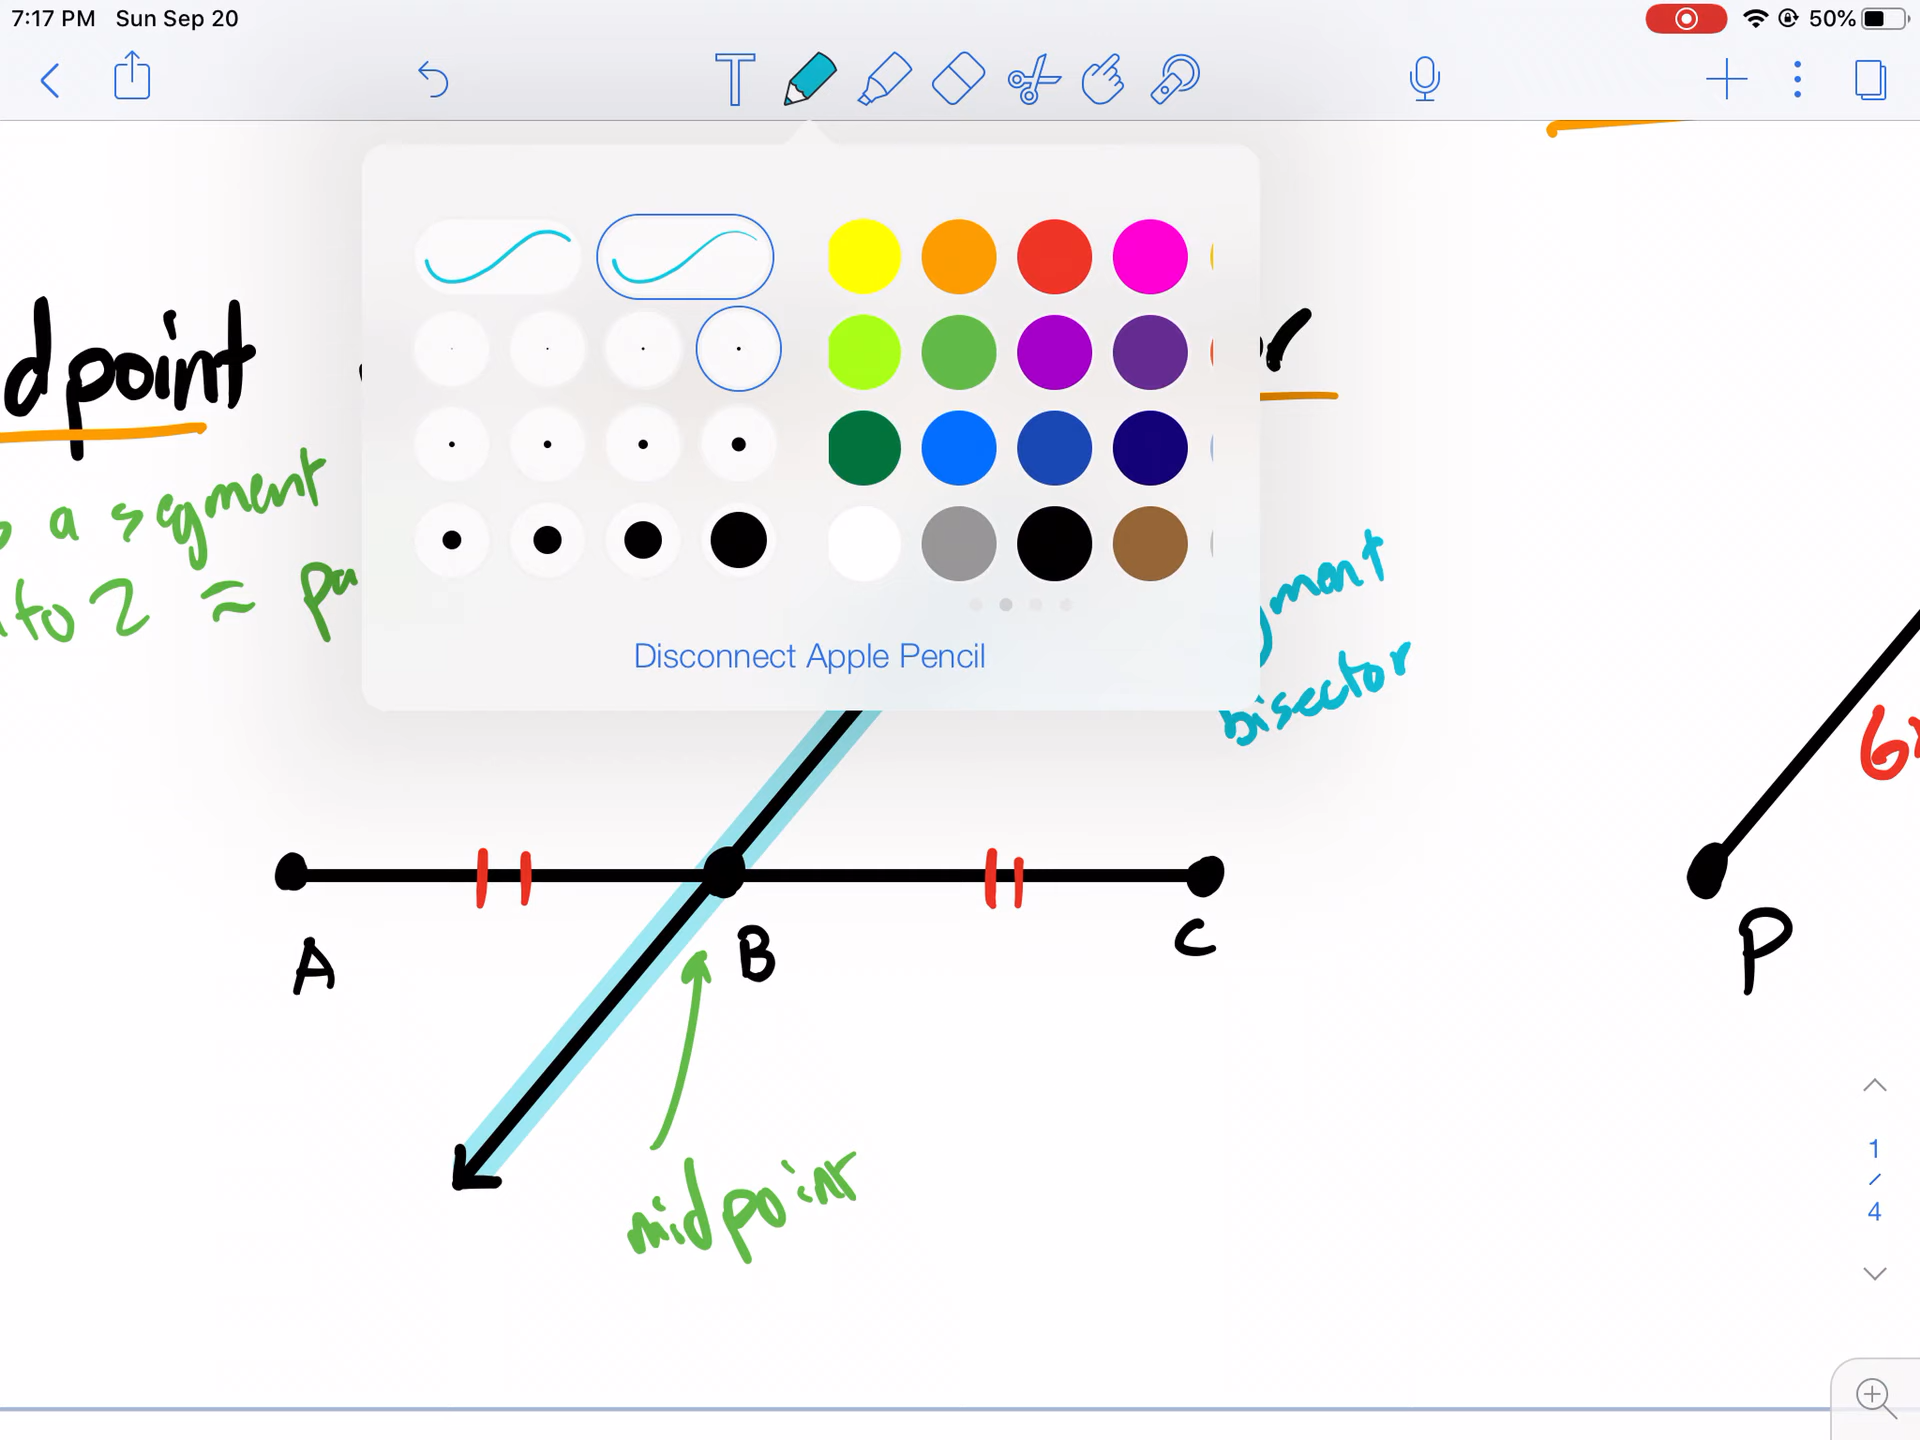 7:17 PM Sun Sep 20
50%
dpoint
r
a segment
to 2 ≈ pa
gment
bisector
Disconnect Apple Pencil
6
A
B
C
P
midpoint
1
/
4